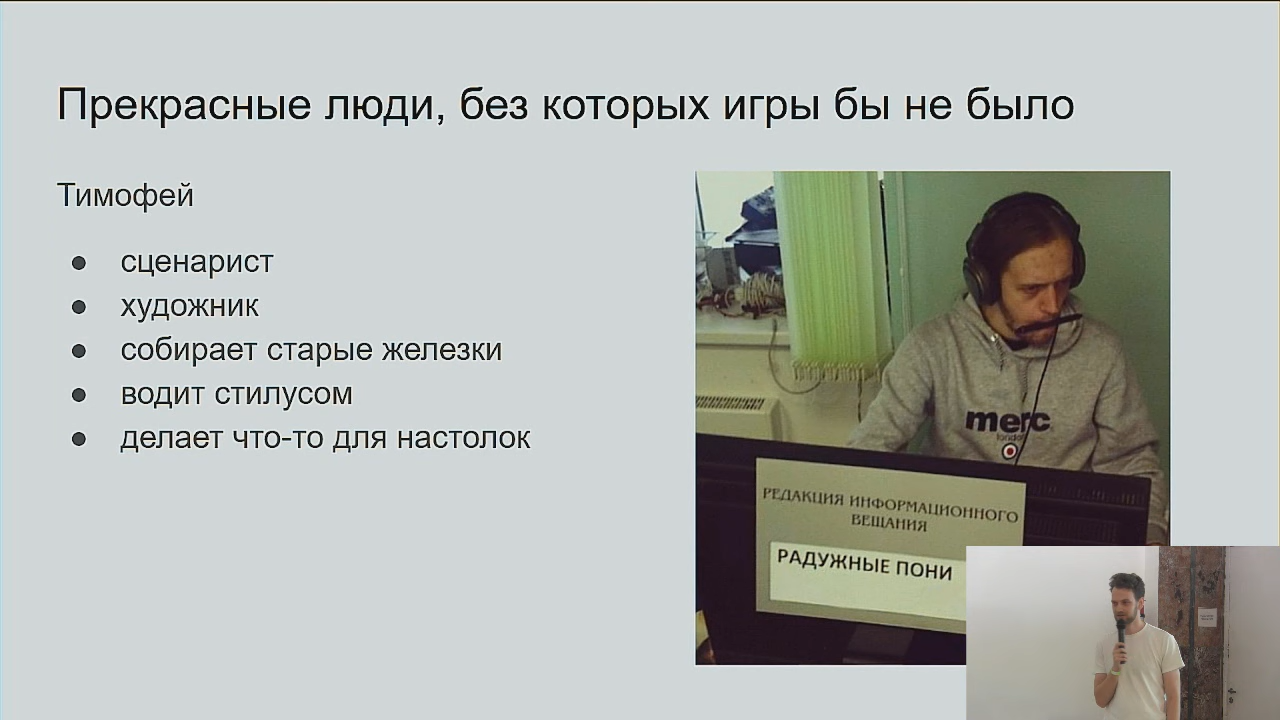 Прекрасные люди, без которых игры бы не было
Тимофей
сценарист
художник
собирает старые железки
водит стилусом
делает что-то для настолок
merc
london
РЕДАКЦИЯ ИНФОРМАЦИОННОГО
ВЕЩАНИЯ
РАДУЖНЫЕ ПОНИ